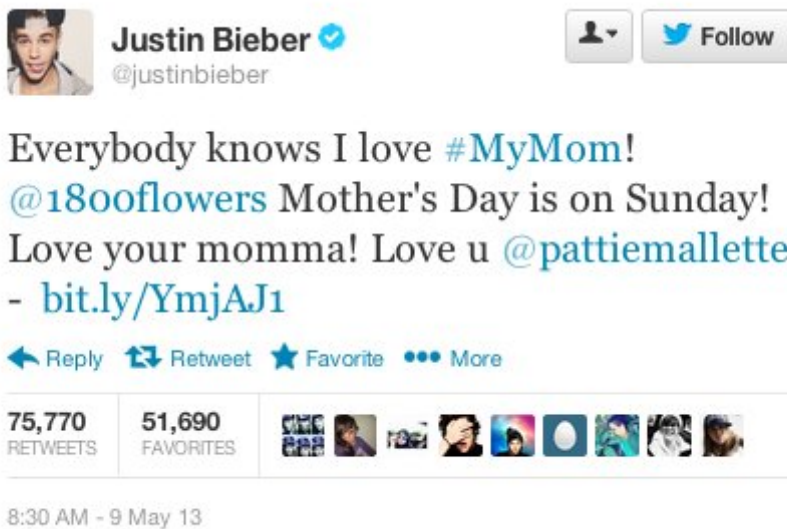 Justin Bieber
@justinbieber
Follow
Everybody knows I love #MyMom!
@1800flowers Mother's Day is on Sunday!
Love your momma! Love u @pattiemallette
- bit.ly/YmjAJ1
Reply Retweet Favorite More
75,770 51,690
RETWEETS FAVORITES
8:30 AM - 9 May 13